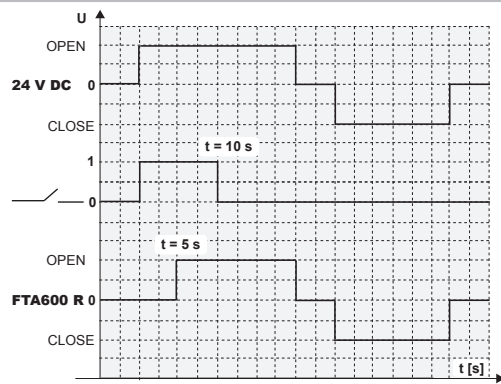 U
OPEN
24 V DC 0
CLOSE
t = 10 s
1
0
t = 5 s
OPEN
FTA600 R 0
CLOSE
t [s]